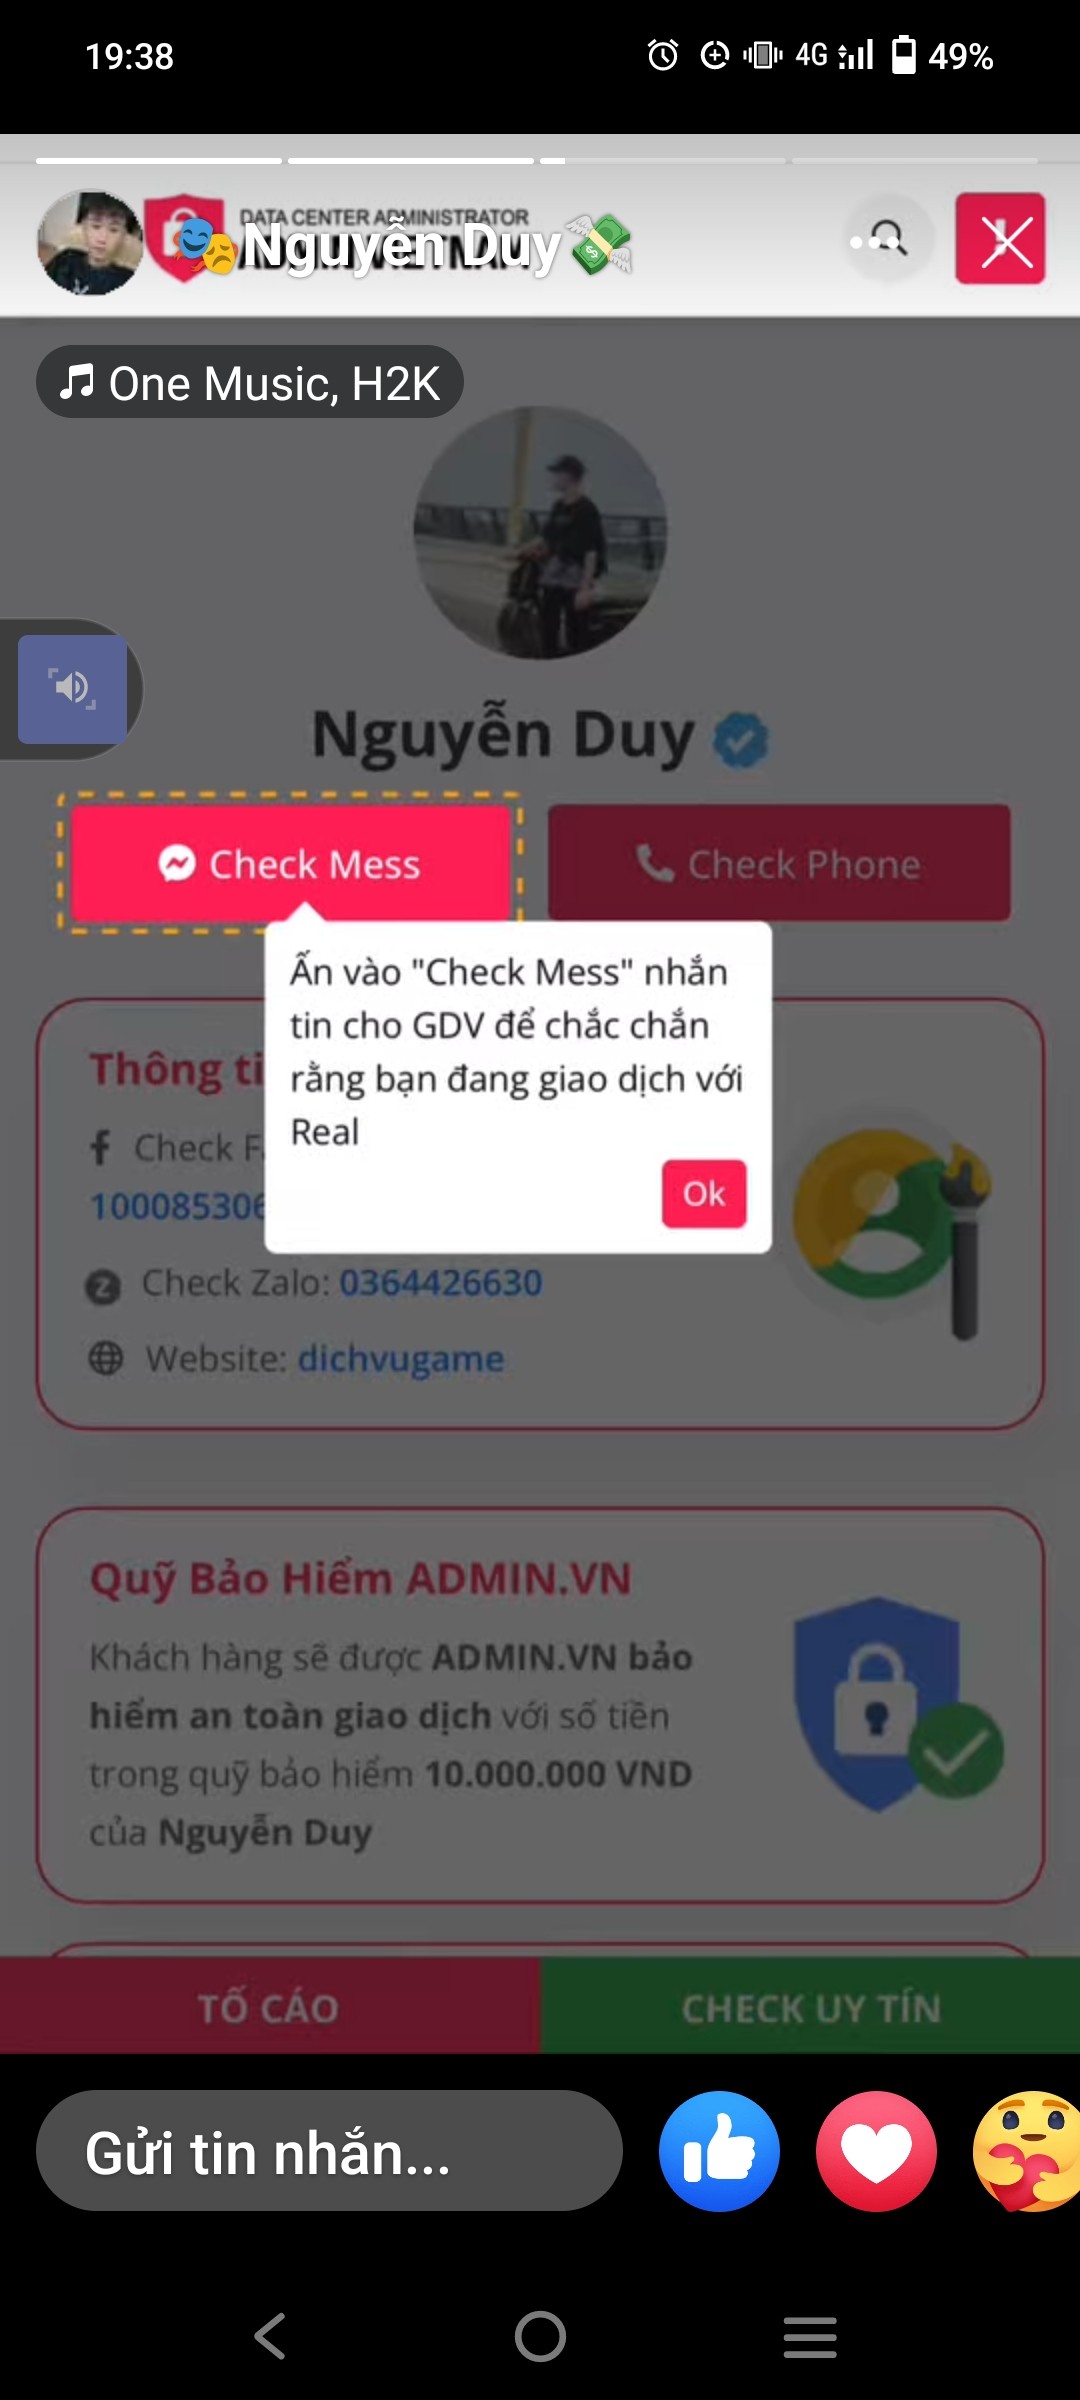 19:38
4G
49%
DATA CENTER ADMINISTRATOR
Nguyễn Duy
One Music, H2K
Nguyễn Duy
Check Mess
Check Phone
Ấn vào "Check Mess" nhắn
tin cho GDV để chắc chắn
rằng bạn đang giao dịch với
Real
Ok
Thông ti
Check F
10008530
Check Zalo: 0364426630
Website: dichvugame
Quỹ Bảo Hiểm ADMIN.VN
Khách hàng sẽ được ADMIN.VN bảo
hiểm an toàn giao dịch với số tiền
trong quỹ bảo hiểm 10.000.000 VND
của Nguyễn Duy
TỐ CÁO
CHECK UY TÍN
Gửi tin nhắn...